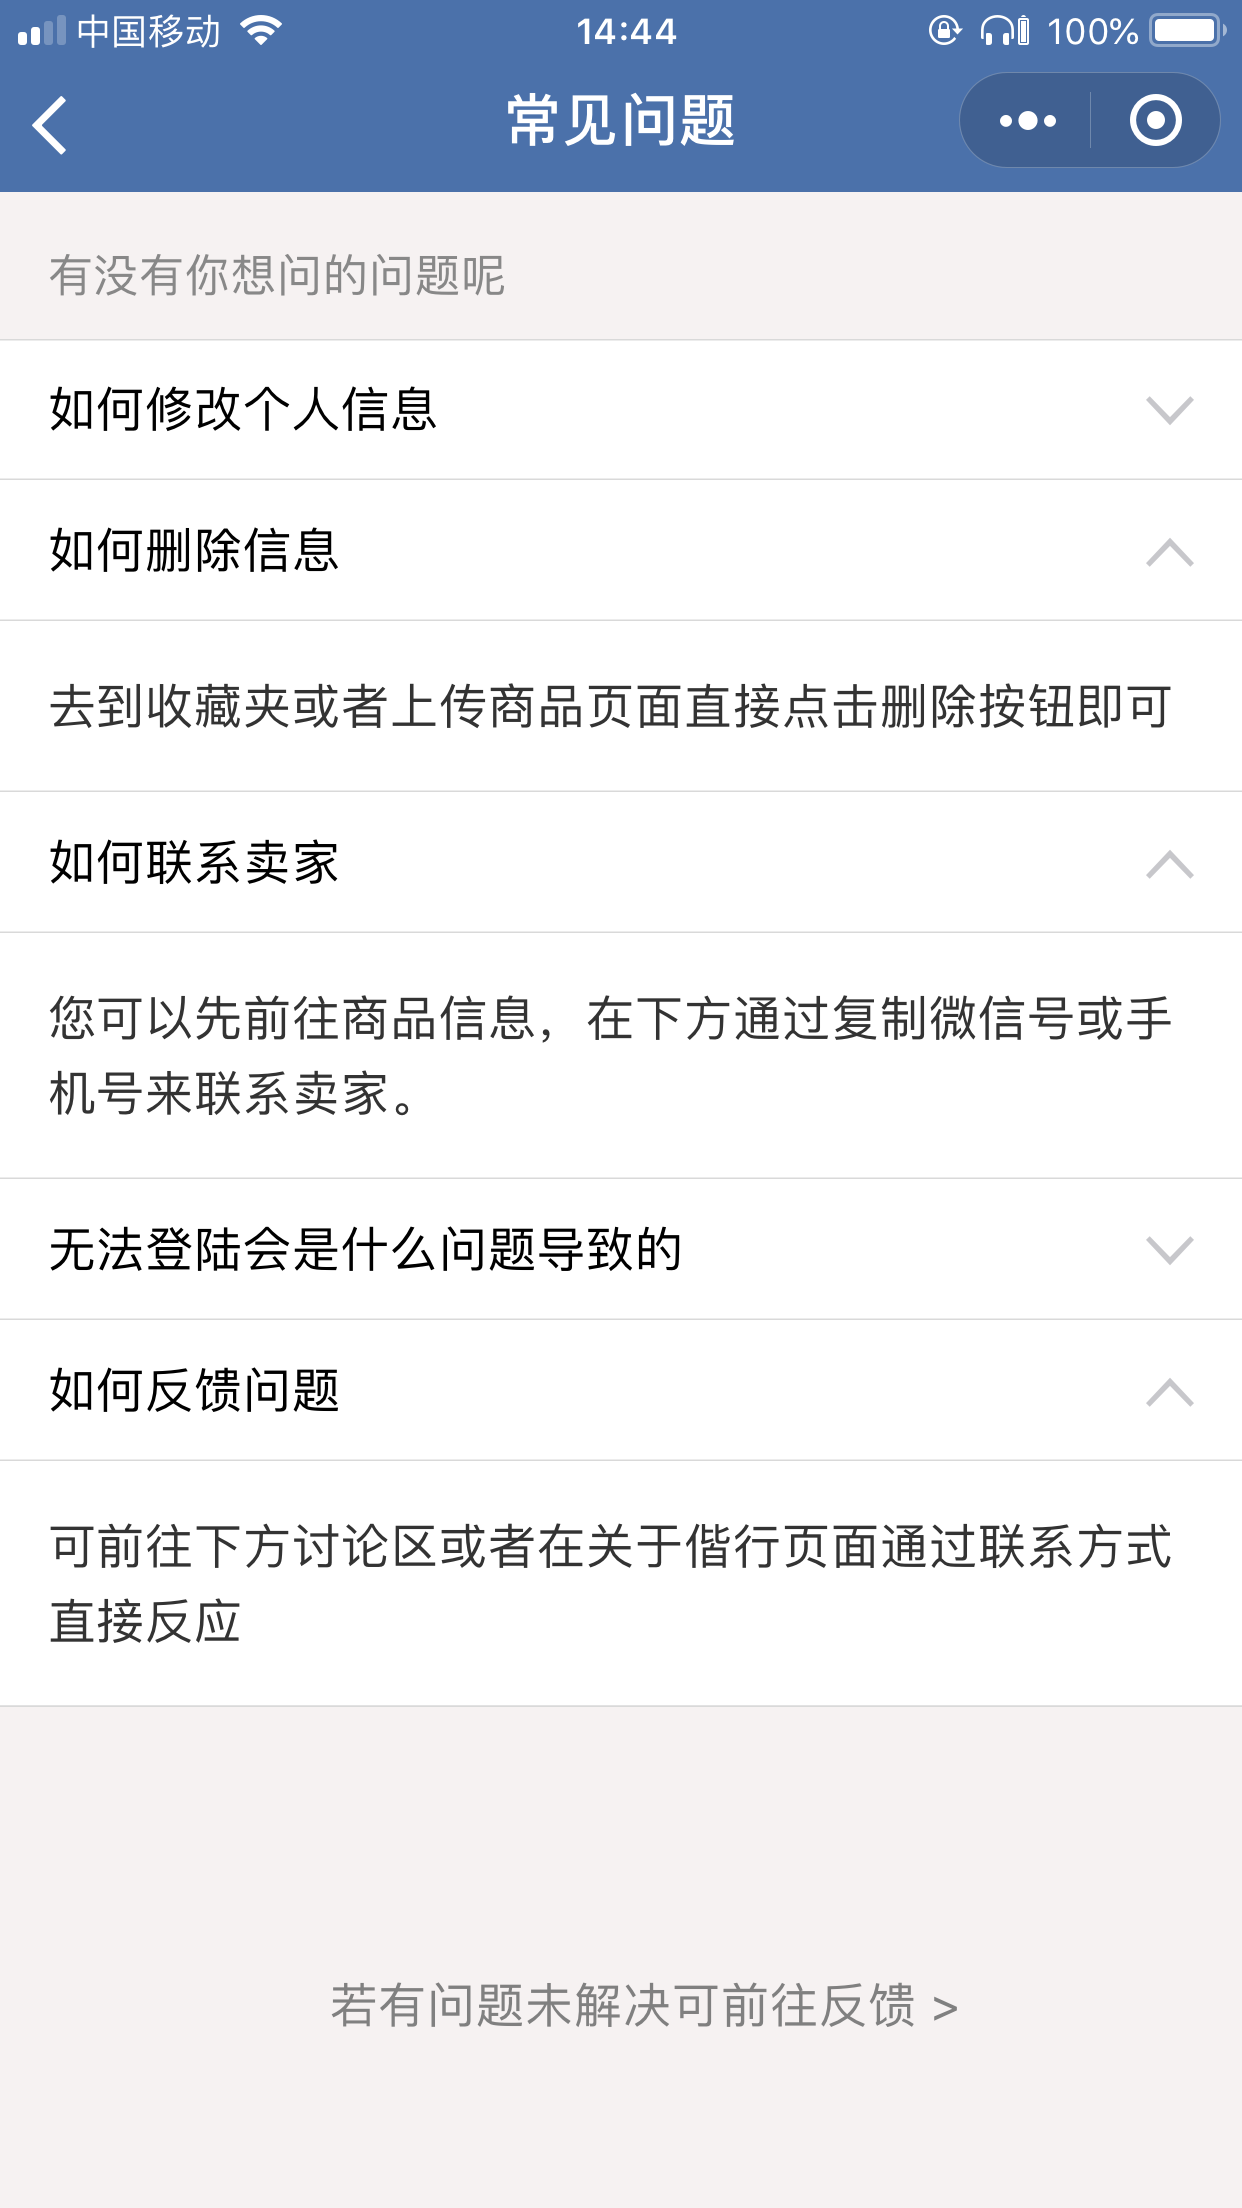 中国移动
14:44
100%
常见问题
有没有你想问的问题呢
如何修改个人信息
如何删除信息
去到收藏夹或者上传商品页面直接点击删除按钮即可
如何联系卖家
您可以先前往商品信息，在下方通过复制微信号或手
机号来联系卖家。
无法登陆会是什么问题导致的
如何反馈问题
可前往下方讨论区或者在关于偕行页面通过联系方式
直接反应
若有问题未解决可前往反馈 >